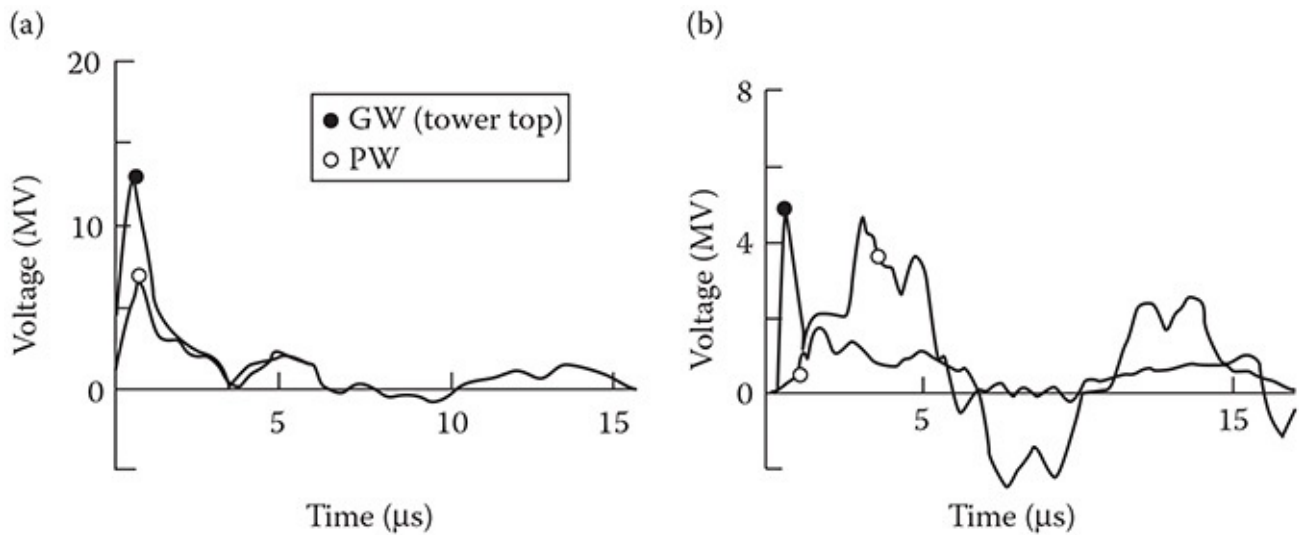 (a)
20
10
0
Voltage (MV)
● GW (tower top)
○ PW
5
10
15
Time (μs)
(b)
8
4
0
Voltage (MV)
5
15
Time (μs)